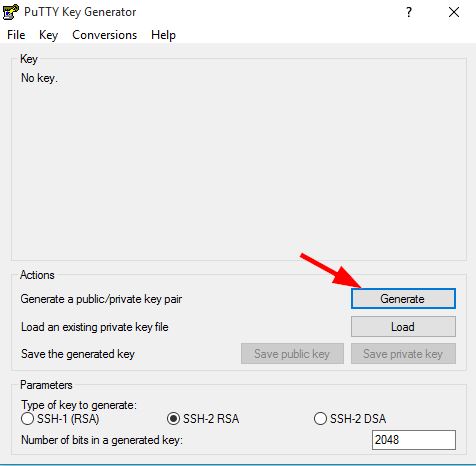 PuTTY Key Generator ?
File Key Conversions Help
Key
No key.
Actions
Generate a public/private key pair Generate
Load an existing private key file Load
Save the generated key Save public key Save private key
Parameters
Type of key to generate:
SSH-1 (RSA) SSH-2 RSA SSH-2 DSA
Number of bits in a generated key: 2048